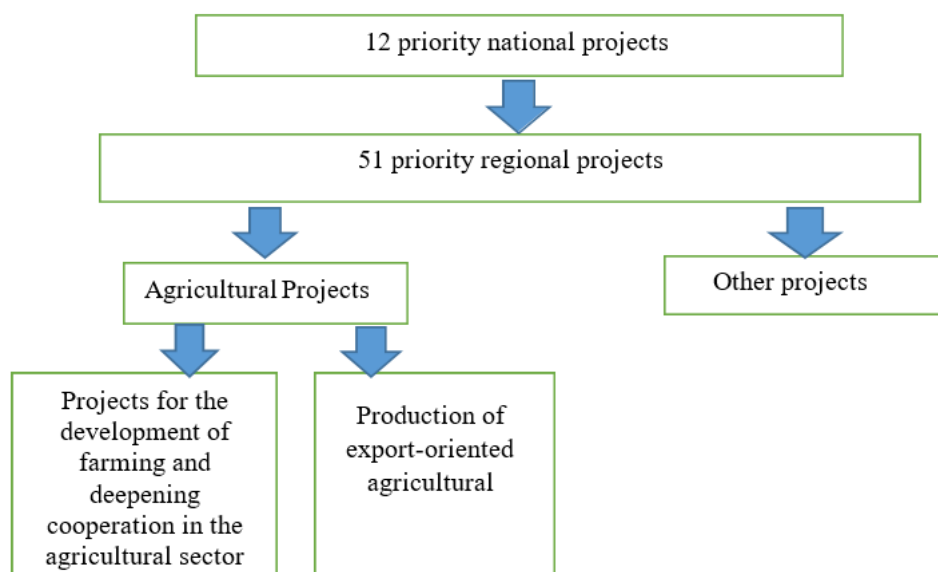 12 priority national projects
51 priority regional projects
Agricultural Projects
Other projects
Projects for the
development of
farming and
deepening
cooperation in the
agricultural sector
Production of
export-oriented
agricultural